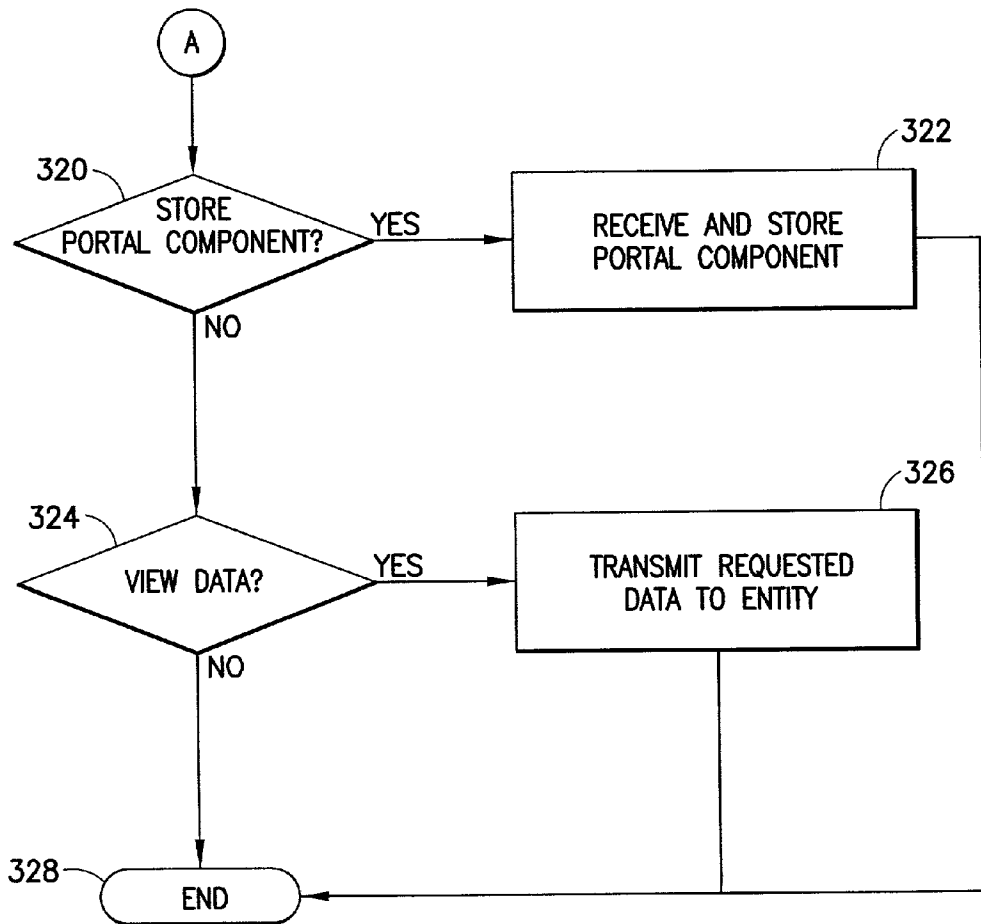 A
320
STORE
PORTAL COMPONENT?
YES
322
RECEIVE AND STORE
PORTAL COMPONENT
NO
324
VIEW DATA?
YES
326
TRANSMIT REQUESTED
DATA TO ENTITY
NO
328
END